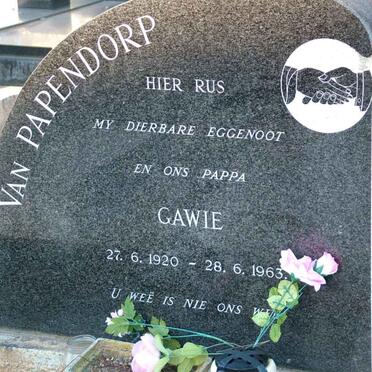 VAN PAPENDORP
HIER RUS
MY DIERBARE EGGENOOT
EN ONS PAPPA
GAWIE
27. 6. 1920 – 28. 6. 1963.
U WEË IS NIE ONS